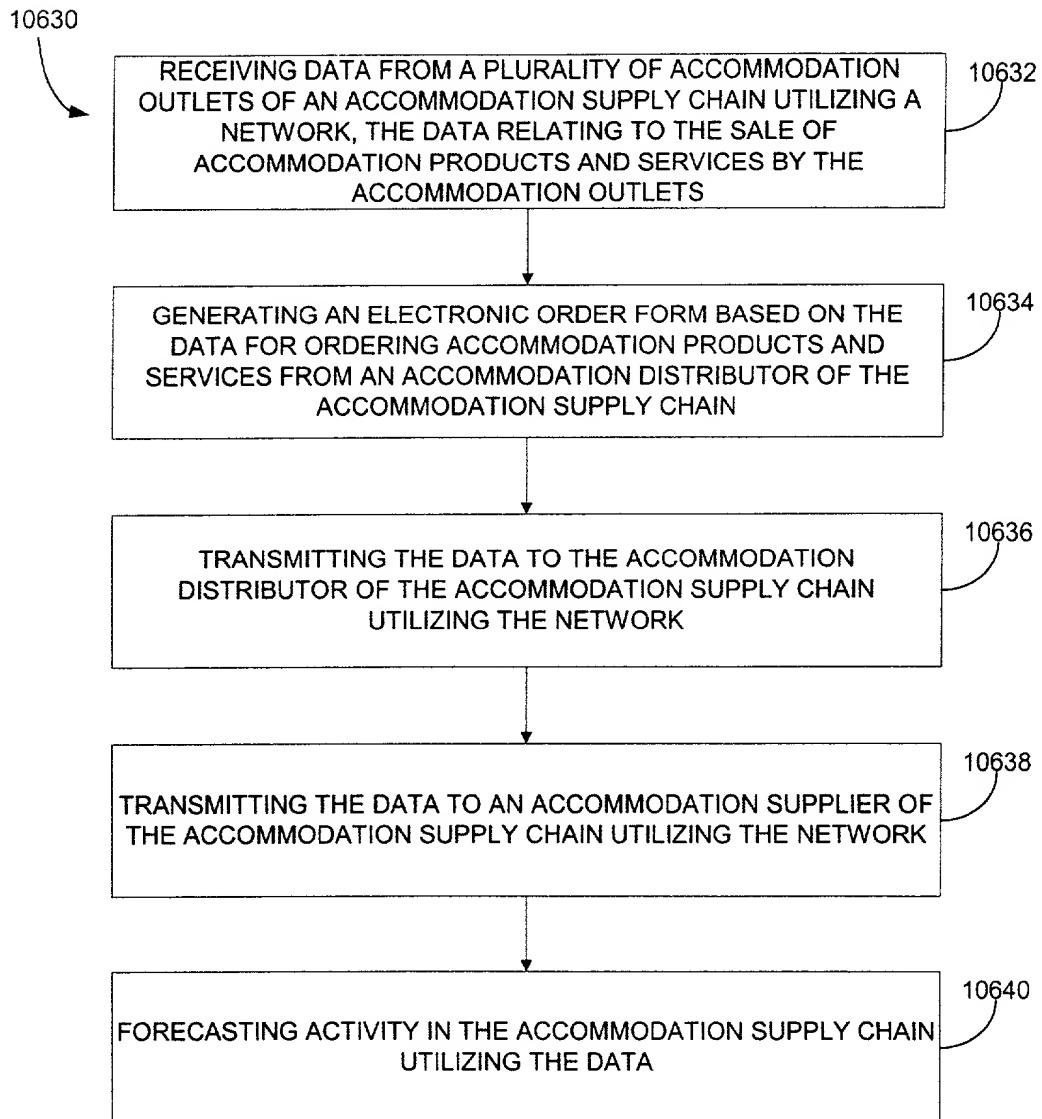 10630
RECEIVING DATA FROM A PLURALITY OF ACCOMMODATION
OUTLETS OF AN ACCOMMODATION SUPPLY CHAIN UTILIZING A
NETWORK, THE DATA RELATING TO THE SALE OF
ACCOMMODATION PRODUCTS AND SERVICES BY THE
ACCOMMODATION OUTLETS
10632
GENERATING AN ELECTRONIC ORDER FORM BASED ON THE
DATA FOR ORDERING ACCOMMODATION PRODUCTS AND
SERVICES FROM AN ACCOMMODATION DISTRIBUTOR OF THE
ACCOMMODATION SUPPLY CHAIN
10634
TRANSMITTING THE DATA TO THE ACCOMMODATION
DISTRIBUTOR OF THE ACCOMMODATION SUPPLY CHAIN
UTILIZING THE NETWORK
10636
TRANSMITTING THE DATA TO AN ACCOMMODATION SUPPLIER OF
THE ACCOMMODATION SUPPLY CHAIN UTILIZING THE NETWORK
10638
FORECASTING ACTIVITY IN THE ACCOMMODATION SUPPLY CHAIN
UTILIZING THE DATA
10640